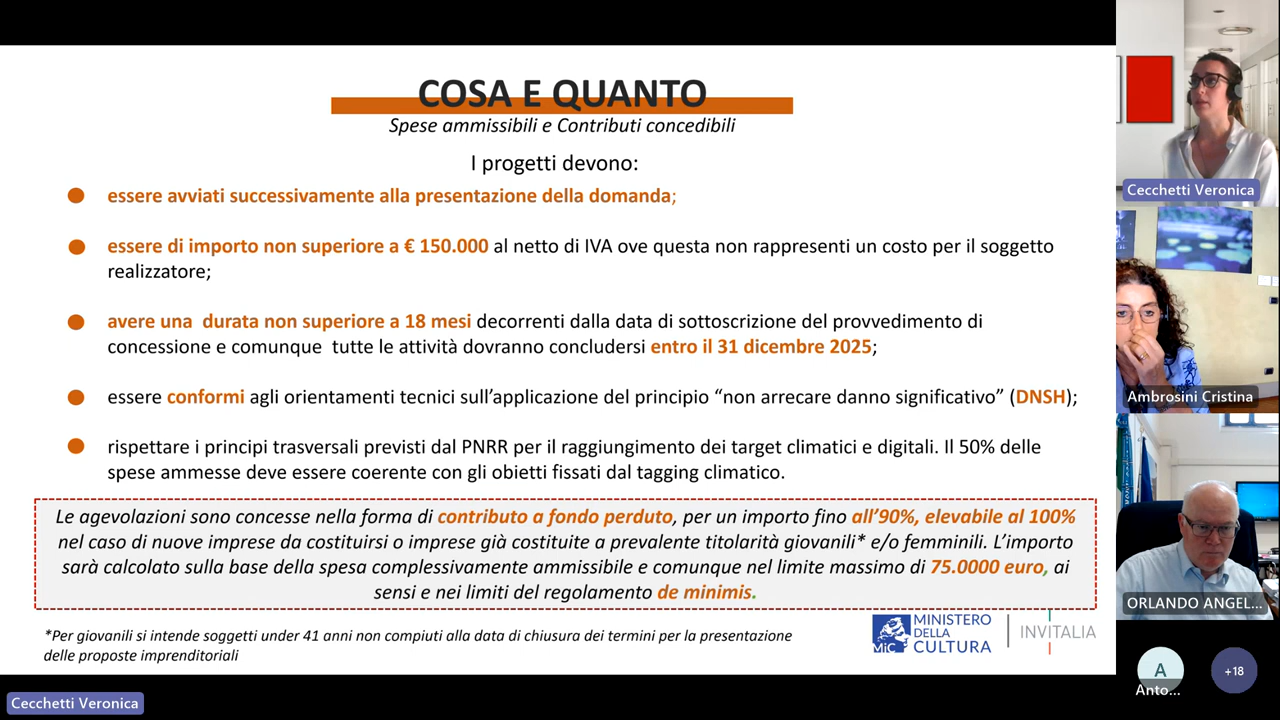 COSA E QUANTO
Spese ammissibili e Contributi concedibili
I progetti devono:
essere avviati successivamente alla presentazione della domanda;
essere di importo non superiore a € 150.000 al netto di IVA ove questa non rappresenti un costo per il soggetto
realizzatore;
avere una durata non superiore a 18 mesi decorrenti dalla data di sottoscrizione del provvedimento di
concessione e comunque tutte le attività dovranno concludersi entro il 31 dicembre 2025;
essere conformi agli orientamenti tecnici sull'applicazione del principio “non arrecare danno significativo” (DNSH);
rispettare i principi trasversali previsti dal PNRR per il raggiungimento dei target climatici e digitali. Il 50% delle
spese ammesse deve essere coerente con gli obietti fissati dal tagging climatico.
Le agevolazioni sono concesse nella forma di contributo a fondo perduto, per un importo fino all'90%, elevabile al 100%
nel caso di nuove imprese da costituirsi o imprese già costituite a prevalente titolarità giovanili* e/o femminili. L'importo
sarà calcolato sulla base della spesa complessivamente ammissibile e comunque nel limite massimo di 75.0000 euro, ai
sensi e nei limiti del regolamento de minimis.
*Per giovanili si intende soggetti under 41 anni non compiuti alla data di chiusura dei termini per la presentazione
delle proposte imprenditoriali
MiC
MINISTERO
DELLA
CULTURA
INVITALIA
Cecchetti Veronica
Ambrosini Cristina
ORLANDO ANGEL...
A
Anto...
+18
Cecchetti Veronica